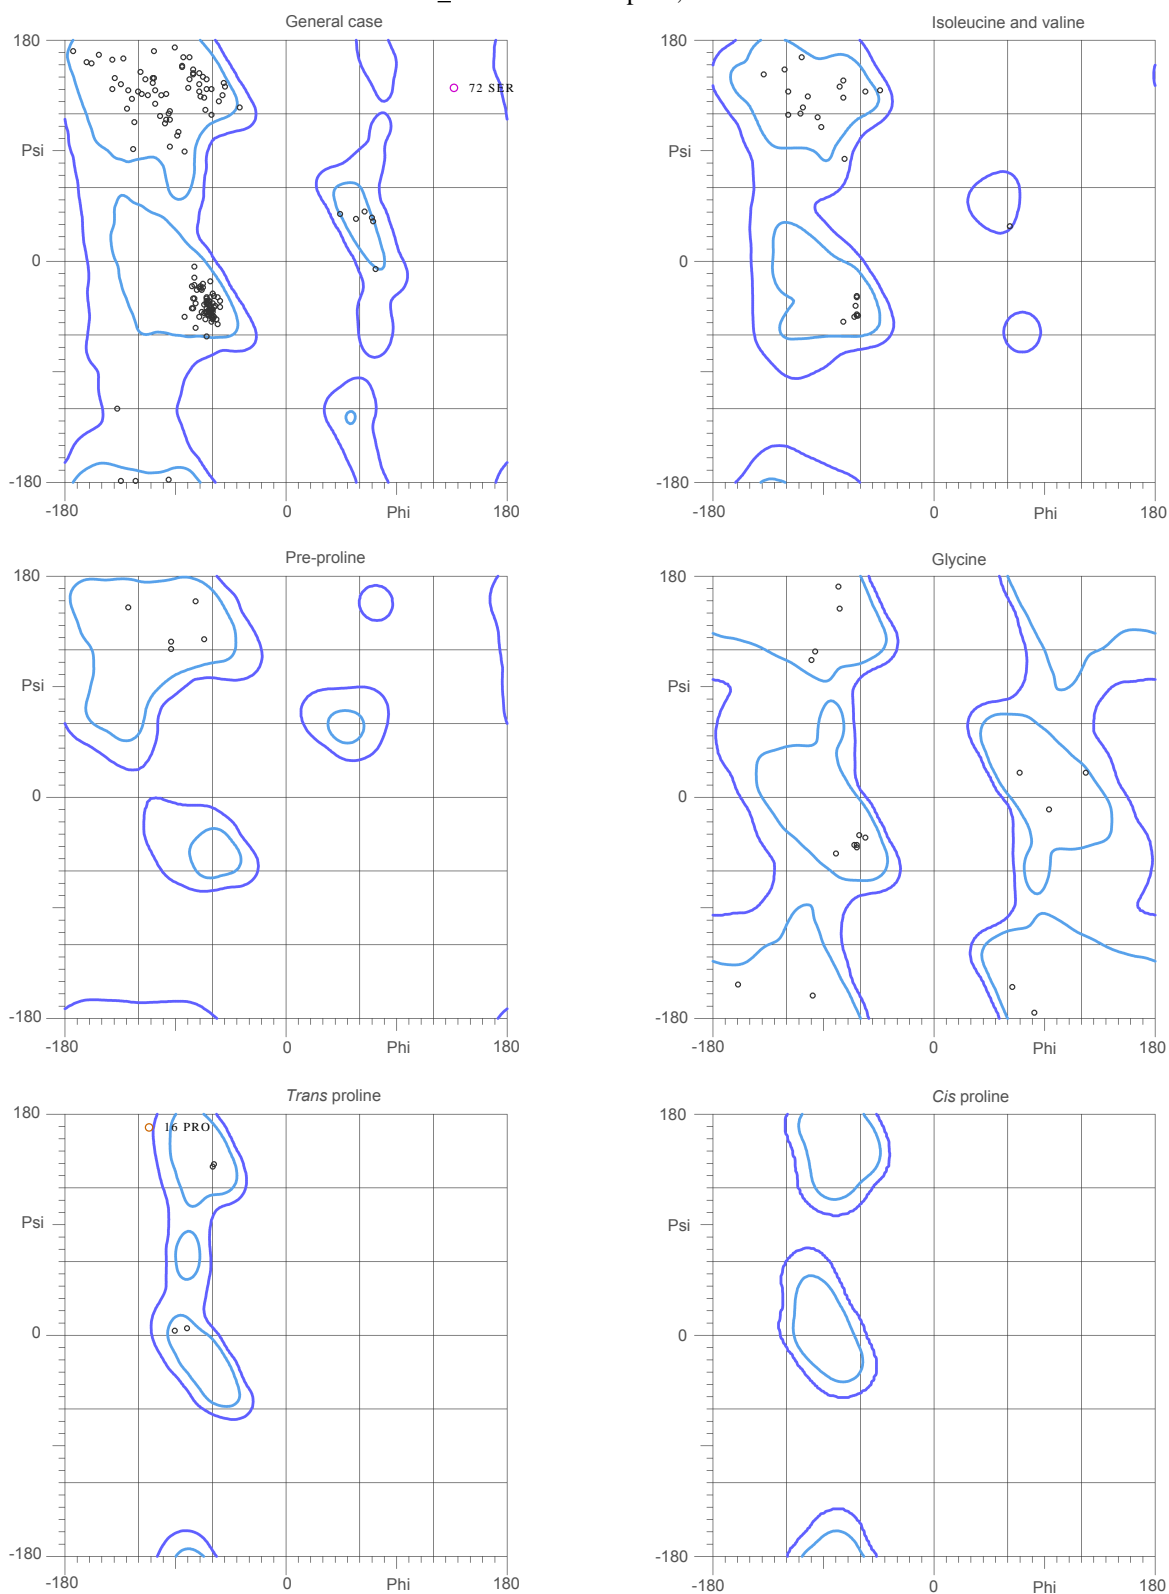 General case
Isoleucine and valine
180
72 SER
Psi
0
-180
-180
0
Phi
180
180
Psi
0
-180
-180
0
Phi
180
Pre-proline
Glycine
180
Psi
0
-180
-180
0
Phi
180
180
Psi
0
-180
-180
0
Phi
180
Trans proline
Cis proline
180
16 PRO
Psi
0
-180
-180
0
Phi
180
180
Psi
0
-180
-180
0
Phi
180